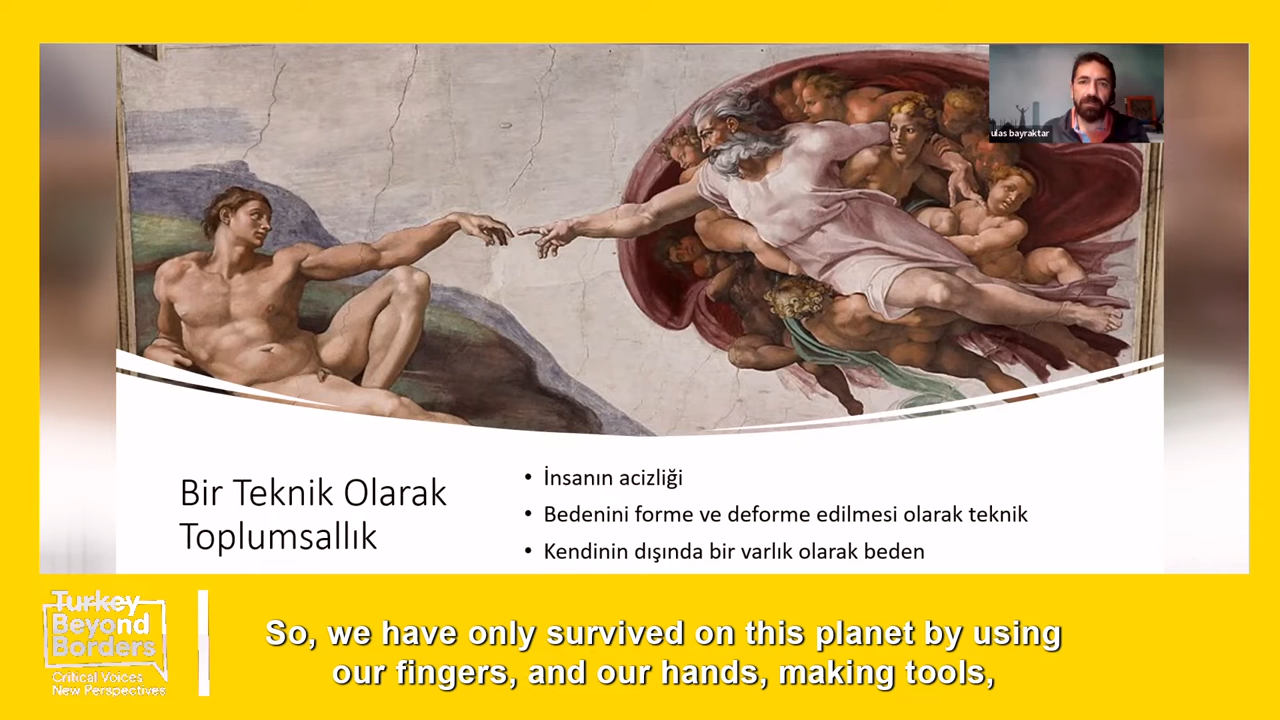 ulas bayraktar
Bir Teknik Olarak
Toplumsallık
• İnsanın acizliği
• Bedenini forme ve deforme edilmesi olarak teknik
• Kendinin dışında bir varlık olarak beden
Turkey
Beyond
Borders
Critical Voices
New Perspectives
So, we have only survived on this planet by using
our fingers, and our hands, making tools,